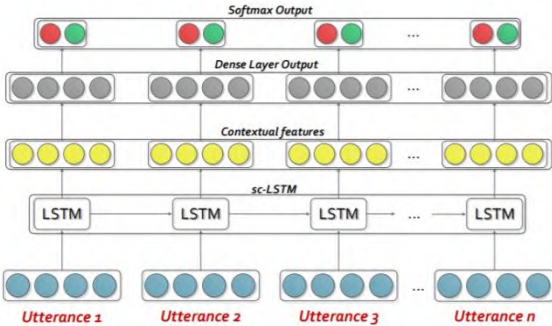 Softmax Output
...
Dense Layer Output
...
Contextual features
...
sc-LSTM
LSTM LSTM LSTM ... LSTM
...
Utterance 1 Utterance 2 Utterance 3 Utterance n